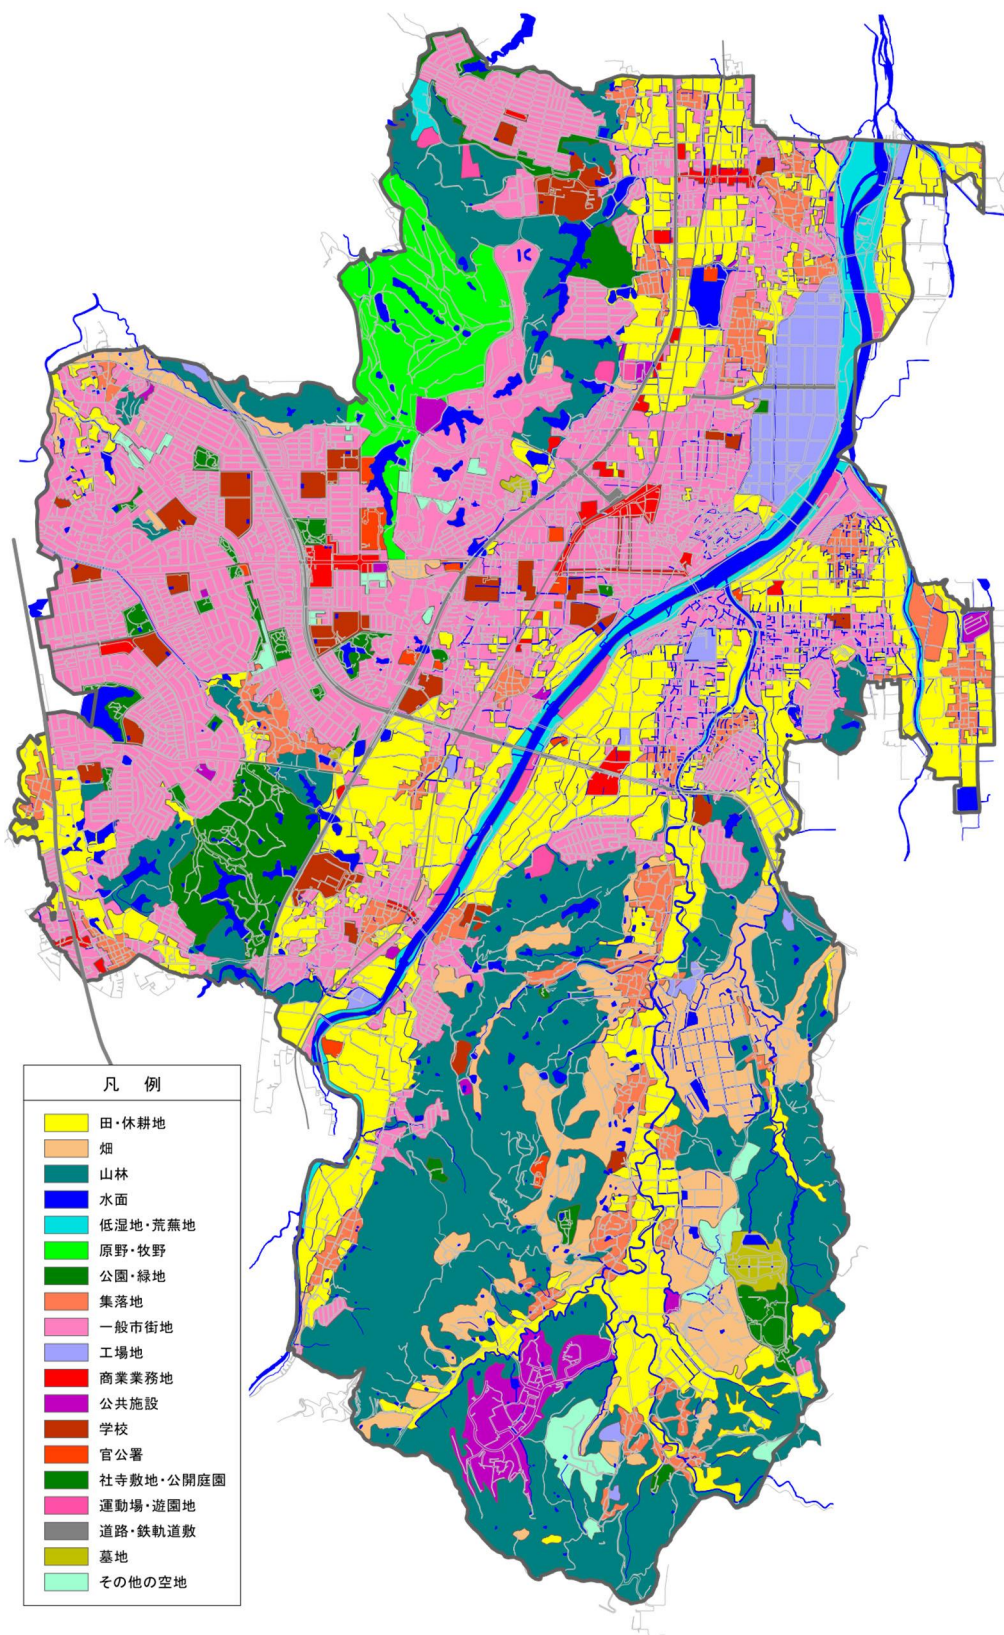 凡 例
田・休耕地
畑
山林
水面
低湿地・荒蕪地
原野・牧野
公園・緑地
集落地
一般市街地
工場地
商業業務地
公共施設
学校
官公署
社寺敷地・公開庭園
運動場・遊園地
道路・鉄軌道敷
墓地
その他の空地